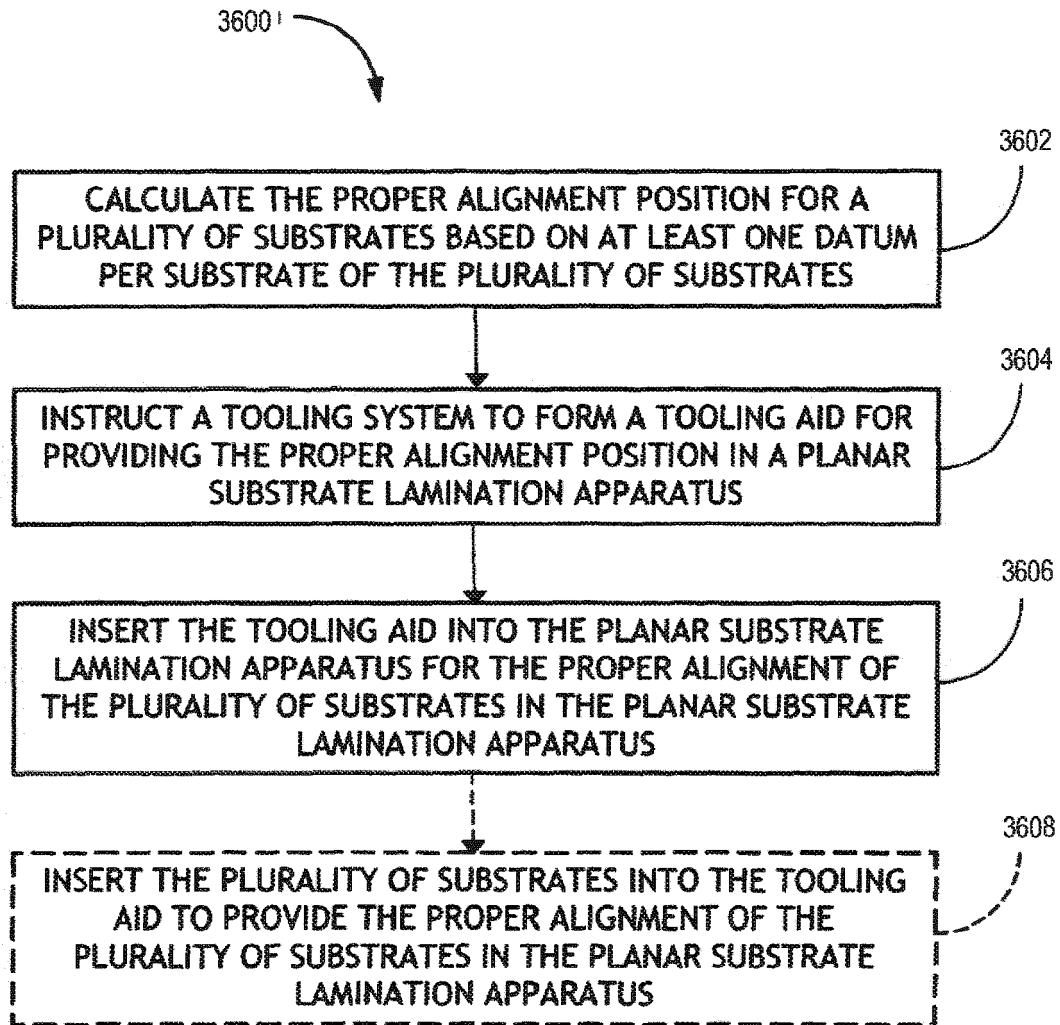 3600
3602
CALCULATE THE PROPER ALIGNMENT POSITION FOR A
PLURALITY OF SUBSTRATES BASED ON AT LEAST ONE DATUM
PER SUBSTRATE OF THE PLURALITY OF SUBSTRATES
3604
INSTRUCT A TOOLING SYSTEM TO FORM A TOOLING AID FOR
PROVIDING THE PROPER ALIGNMENT POSITION IN A PLANAR
SUBSTRATE LAMINATION APPARATUS
3606
INSERT THE TOOLING AID INTO THE PLANAR SUBSTRATE
LAMINATION APPARATUS FOR THE PROPER ALIGNMENT OF
THE PLURALITY OF SUBSTRATES IN THE PLANAR SUBSTRATE
LAMINATION APPARATUS
3608
INSERT THE PLURALITY OF SUBSTRATES INTO THE TOOLING
AID TO PROVIDE THE PROPER ALIGNMENT OF THE
PLURALITY OF SUBSTRATES IN THE PLANAR SUBSTRATE
LAMINATION APPARATUS